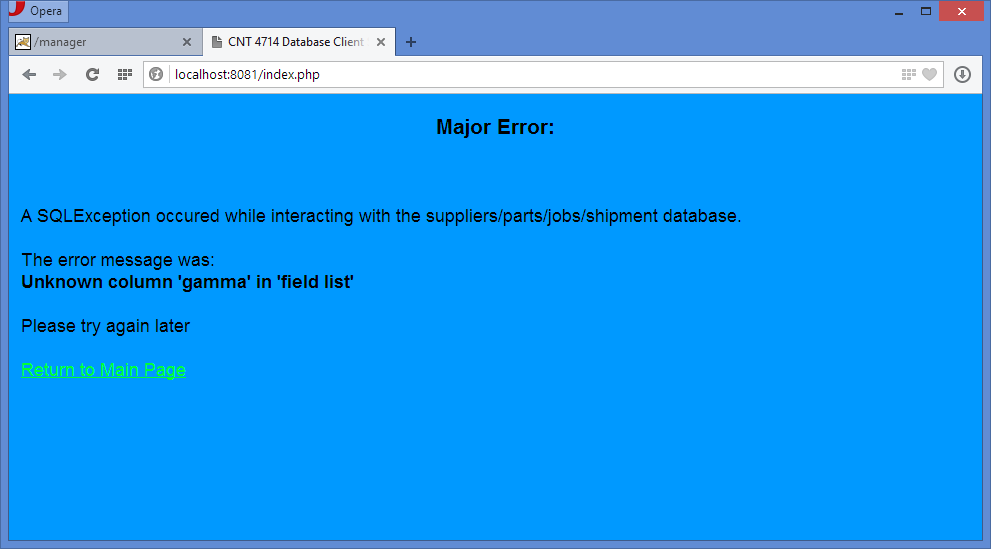 Opera
/manager
CNT 4714 Database Client
localhost:8081/index.php
Major Error:
A SQLException occured while interacting with the suppliers/parts/jobs/shipment database.
The error message was:
Unknown column 'gamma' in 'field list'
Please try again later
Return to Main Page